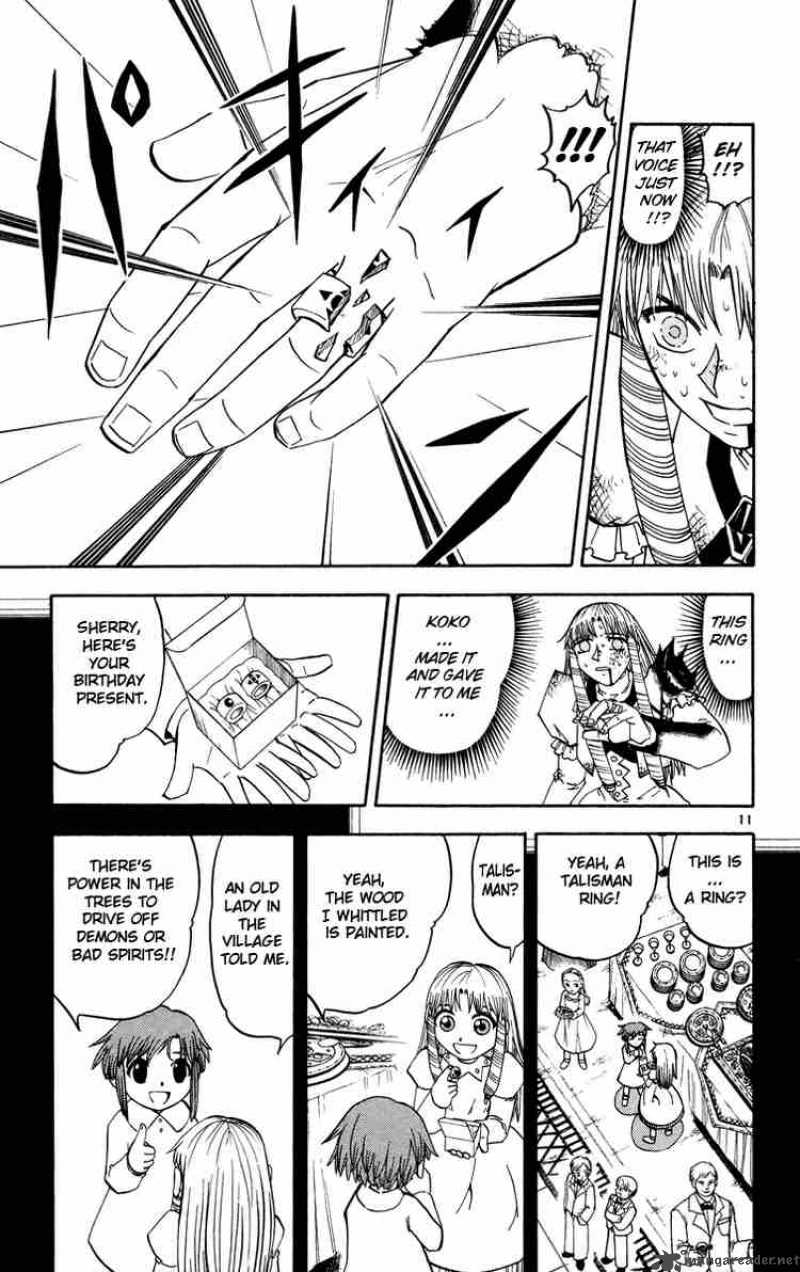 EH
!!?
THAT
VOICE
JUST
NOW
!!?
!!!
THIS
RING
...
KOKO
...
MADE IT
AND GAVE
IT TO ME
...
SHERRY,
HERE'S
YOUR
BIRTHDAY
PRESENT.
11
THIS IS
...
A RING?
YEAH, A
TALISMAN
RING!
TALIS-
MAN?
YEAH,
THE WOOD
I WHITTLED
IS PAINTED.
AN OLD
LADY IN
THE
VILLAGE
TOLD ME.
THERE'S
POWER IN
THE TREES TO
DRIVE OFF
DEMONS OR
BAD SPIRITS!!
mangareader.net